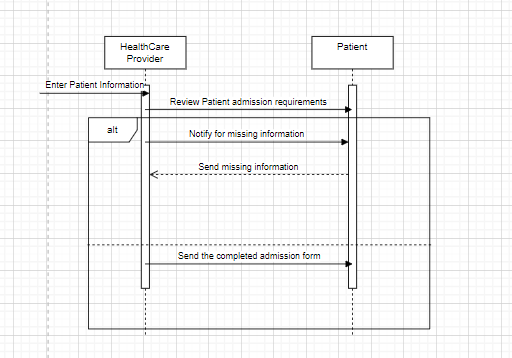 HealthCare
Provider
Patient
Enter Patient Information
Review Patient admission requirements
alt
Notify for missing information
Send missing information
Send the completed admission form